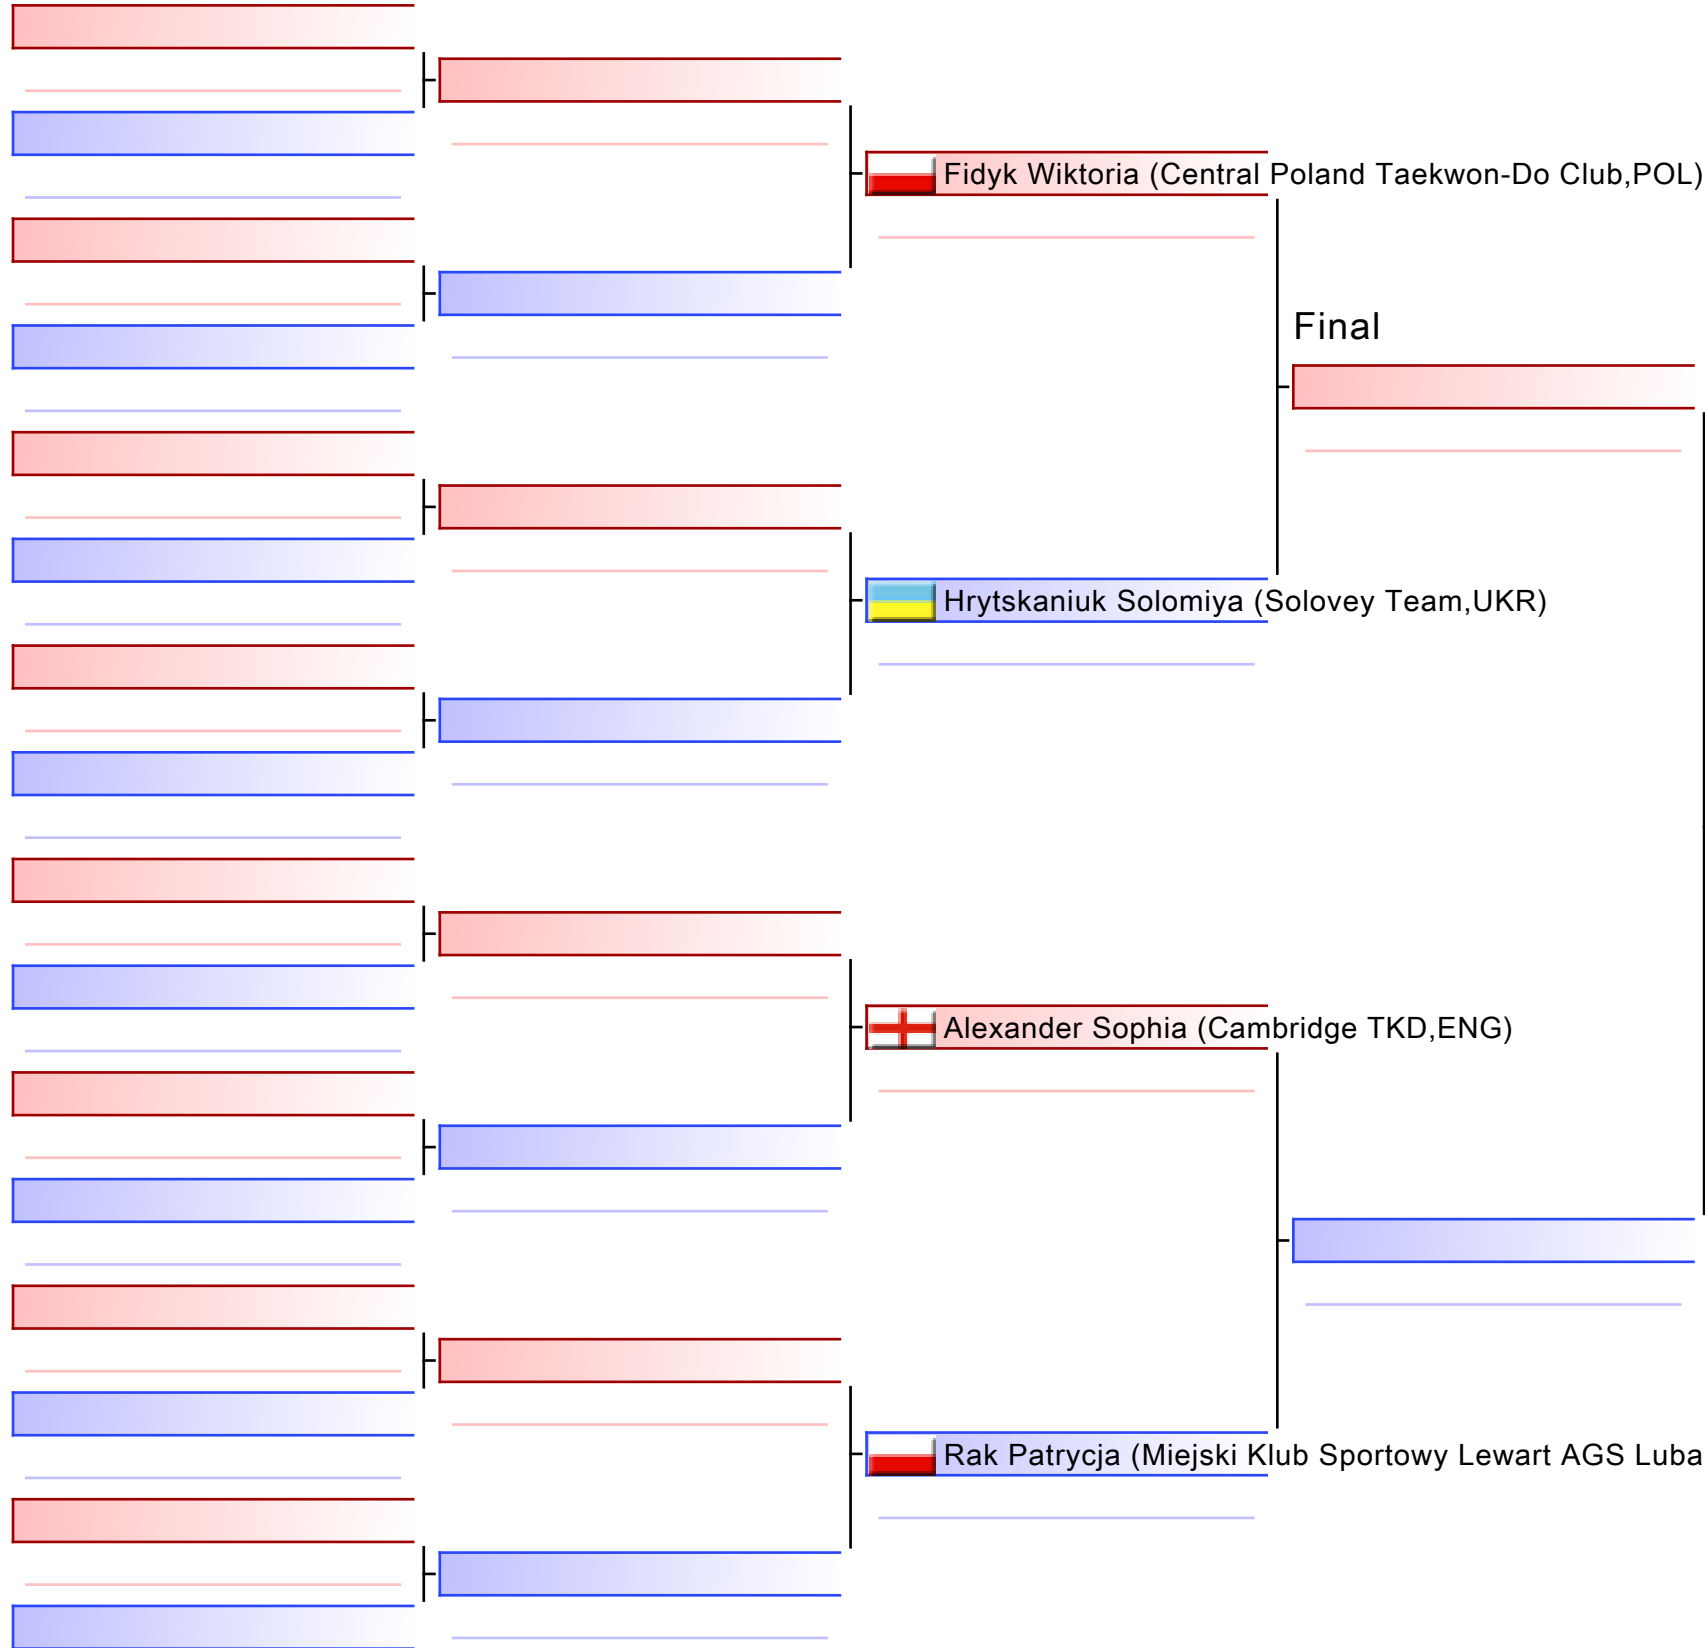 Fidyk Wiktoria (Central Poland Taekwon-Do Club,POL)
Final
Hrytskaniuk Solomiya (Solovey Team,UKR)
Alexander Sophia (Cambridge TKD,ENG)
Rak Patrycja (Miejski Klub Sportowy Lewart AGS Luba